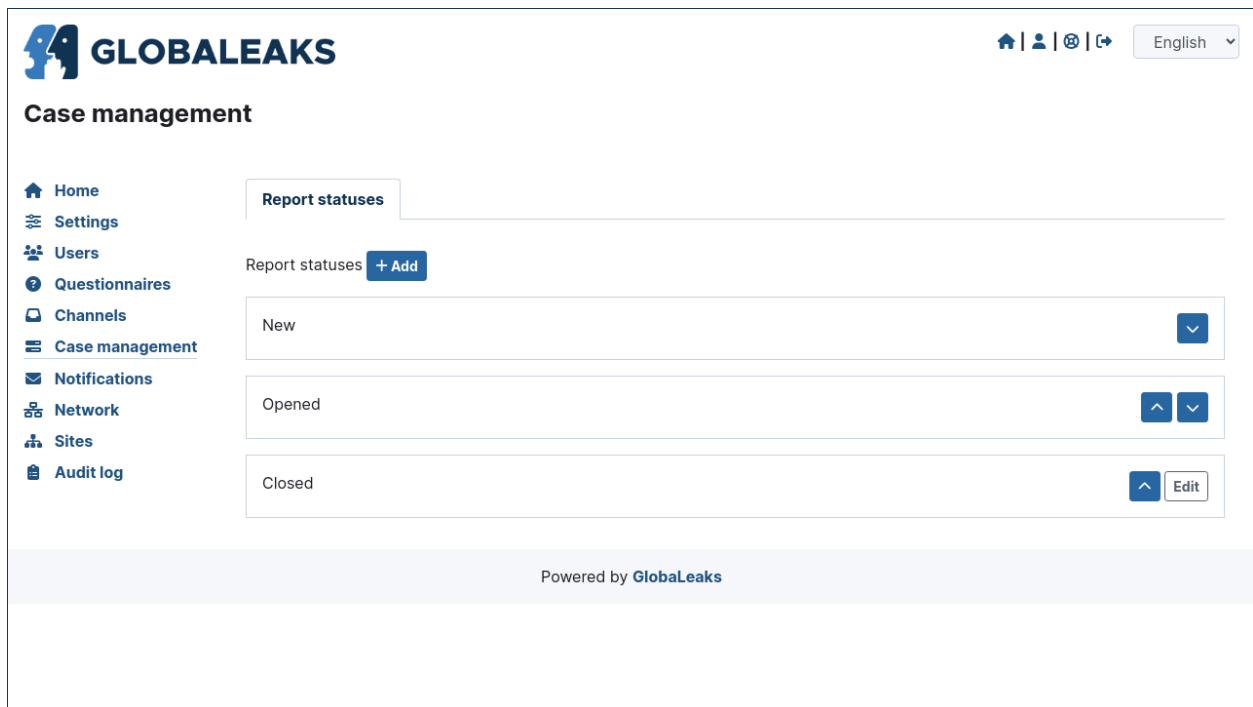 GLOBALEAKS
English
Case management
Home
Settings
Users
Questionnaires
Channels
Case management
Notifications
Network
Sites
Audit log
Report statuses
Report statuses + Add
New
Opened
Closed
Edit
Powered by GlobaLeaks